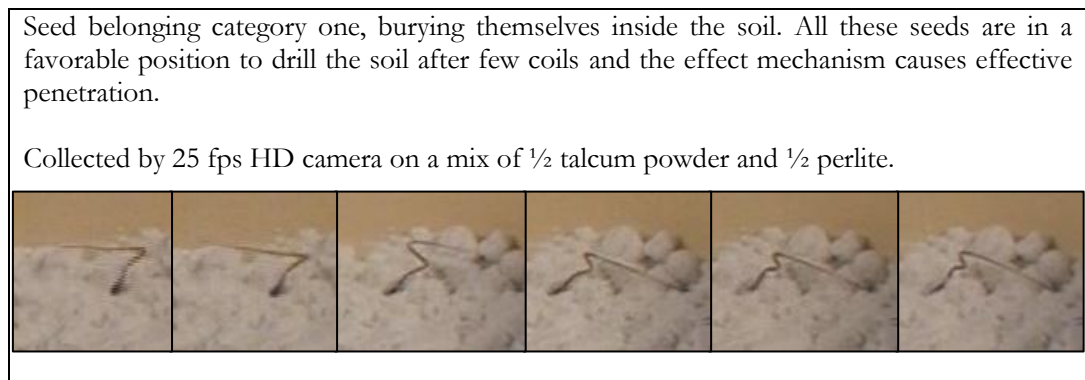 Seed belonging category one, burying themselves inside the soil. All these seeds are in a
favorable position to drill the soil after few coils and the effect mechanism causes effective
penetration.
Collected by 25 fps HD camera on a mix of ½ talcum powder and ½ perlite.